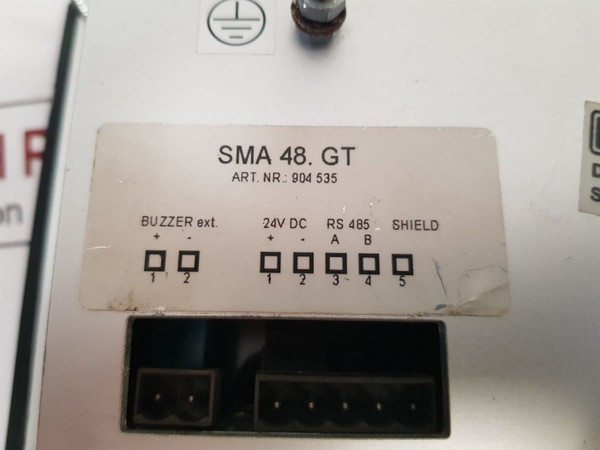 SMA 48. GT
ART. NR.: 904 535
BUZZER ext. 24V DC RS 485 SHIELD
+ - + - A B
1 2 1 2 3 4 5